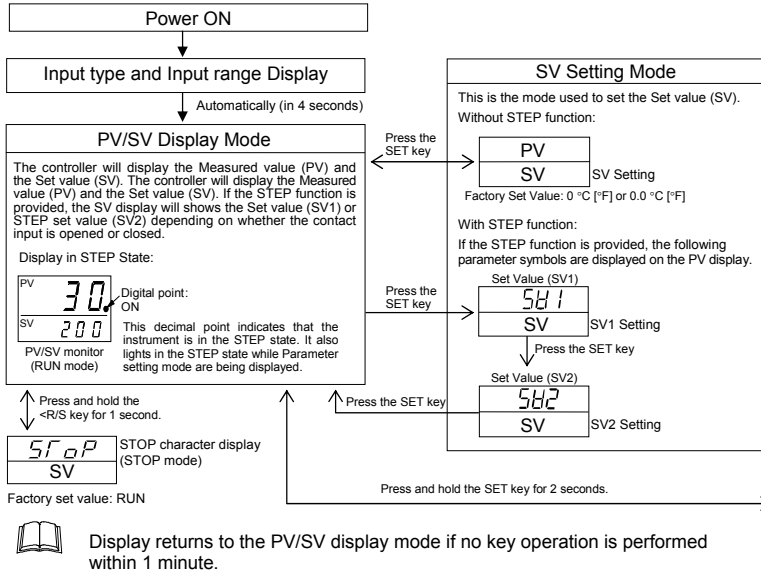 Power ON
Input type and Input range Display
Automatically (in 4 seconds)
PV/SV Display Mode
The controller will display the Measured value (PV) and
the Set value (SV). The controller will display the Measured
value (PV) and the Set value (SV). If the STEP function is
provided, the SV display will shows the Set value (SV1) or
STEP set value (SV2) depending on whether the contact
input is opened or closed.
Display in STEP State:
PV
30.
SV
200
Digital point:
ON
PV/SV monitor
(RUN mode)
This decimal point indicates that the
instrument is in the STEP state. It also
lights in the STEP state while Parameter
setting mode are being displayed.
Press the
SET key
Press the
SET key
Press the SET key
SV Setting Mode
This is the mode used to set the Set value (SV).
Without STEP function:
PV
SV
SV Setting
Factory Set Value: 0 °C [°F] or 0.0 °C [°F]
With STEP function:
If the STEP function is provided, the following
parameter symbols are displayed on the PV display.
Set Value (SV1)
SV1
SV
SV1 Setting
Press the SET key
Set Value (SV2)
SV2
SV
SV2 Setting
Press and hold the
<R/S key for 1 second.
SToP
SV
STOP character display
(STOP mode)
Factory set value: RUN
Press and hold the SET key for 2 seconds.
Display returns to the PV/SV display mode if no key operation is performed
within 1 minute.